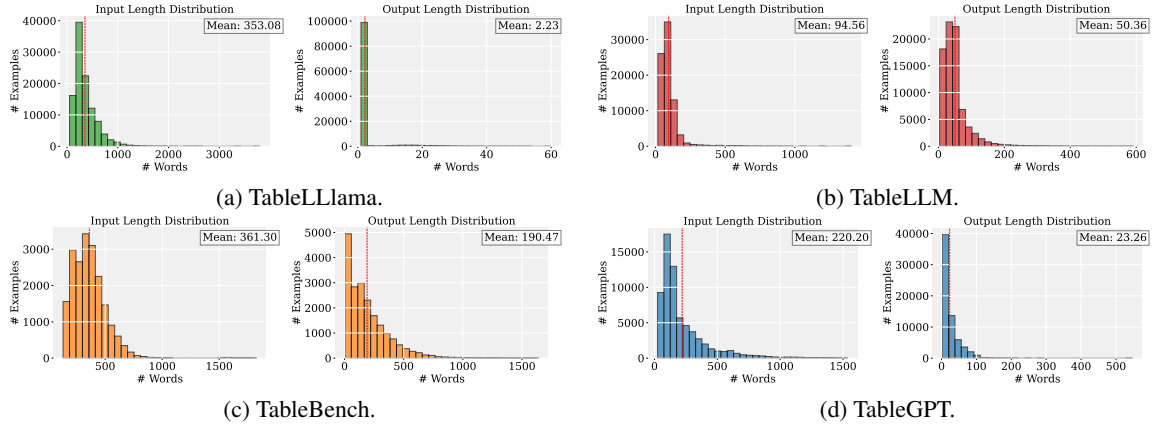 Input Length Distribution
Mean: 353.08
# Examples
40000
30000
20000
10000
0
0 1000 2000 3000
# Words
Output Length Distribution
Mean: 2.23
# Examples
100000
80000
60000
40000
20000
0
0 20 40 60
# Words
(a) TableLLlama.
Input Length Distribution
Mean: 94.56
# Examples
30000
20000
10000
0
0 500 1000
# Words
Output Length Distribution
Mean: 50.36
# Examples
20000
15000
10000
5000
0
0 200 400 600
# Words
(b) TableLLM.
Input Length Distribution
Mean: 361.30
# Examples
3000
2000
1000
0
500 1000 1500
# Words
Output Length Distribution
Mean: 190.47
# Examples
5000
4000
3000
2000
1000
0
0 500 1000 1500
# Words
(c) TableBench.
Input Length Distribution
Mean: 220.20
# Examples
15000
10000
5000
0
0 500 1000 1500
# Words
Output Length Distribution
Mean: 23.26
# Examples
40000
30000
20000
10000
0
0 100 200 300 400 500
# Words
(d) TableGPT.